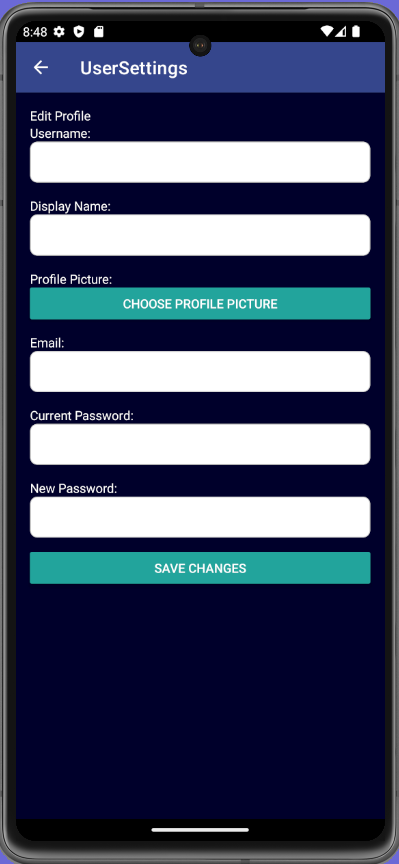 8:48
UserSettings
Edit Profile
Username:
Display Name:
Profile Picture:
CHOOSE PROFILE PICTURE
Email:
Current Password:
New Password:
SAVE CHANGES